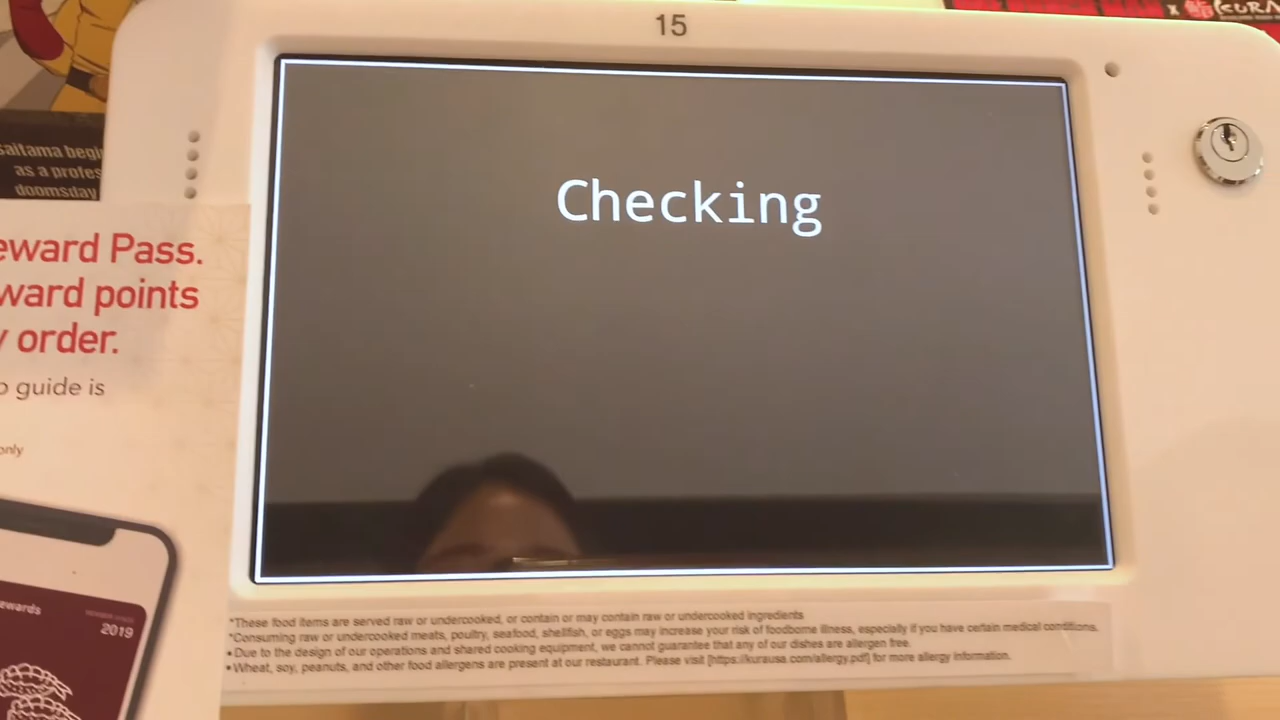 15
x KURA
saitama begi
as a profes
doomsday
eward Pass.
ward points
y order.
o guide is
only
ewards
2019
Checking
*These food items are served raw or undercooked, or contain or may contain raw or undercooked ingredients
*Consuming raw or undercooked meats, poultry, seafood, shellfish, or eggs may increase your risk of foodborne illness, especially if you have certain medical conditions.
•Due to the design of our operations and shared cooking equipment, we cannot guarantee that any of our dishes are allergen free.
•Wheat, soy, peanuts, and other food allergens are present at our restaurant. Please visit [https://kurausa.com/allergy.pdf] for more allergy information.